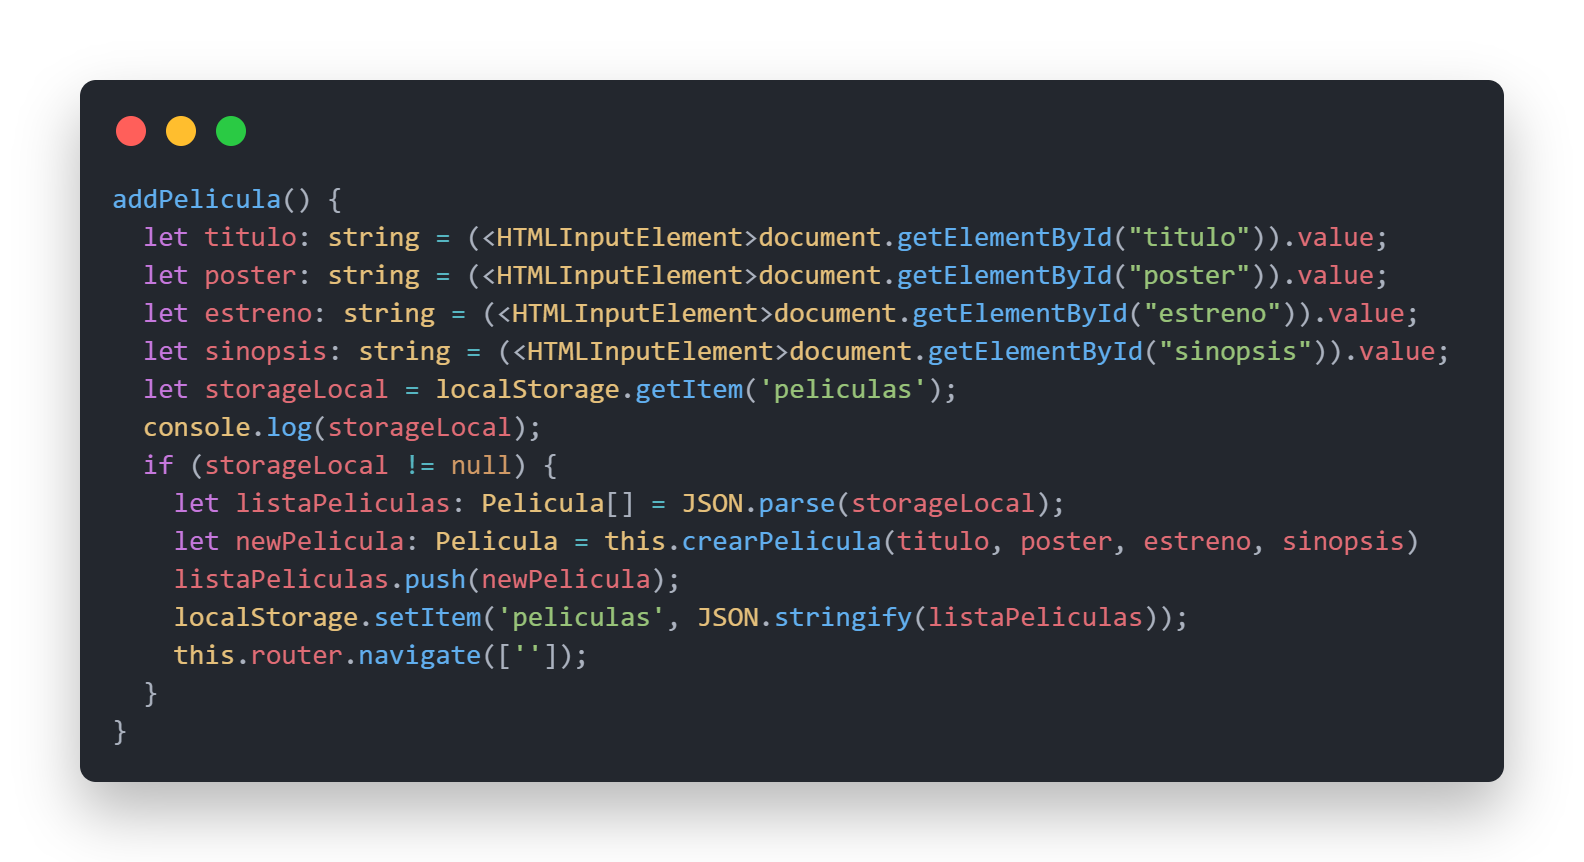 addPelicula() {
  let titulo: string = (<HTMLInputElement>document.getElementById("titulo")).value;
  let poster: string = (<HTMLInputElement>document.getElementById("poster")).value;
  let estreno: string = (<HTMLInputElement>document.getElementById("estreno")).value;
  let sinopsis: string = (<HTMLInputElement>document.getElementById("sinopsis")).value;
  let storageLocal = localStorage.getItem('peliculas');
  console.log(storageLocal);
  if (storageLocal != null) {
    let listaPeliculas: Pelicula[] = JSON.parse(storageLocal);
    let newPelicula: Pelicula = this.crearPelicula(titulo, poster, estreno, sinopsis)
    listaPeliculas.push(newPelicula);
    localStorage.setItem('peliculas', JSON.stringify(listaPeliculas));
    this.router.navigate(['']);
  }
}